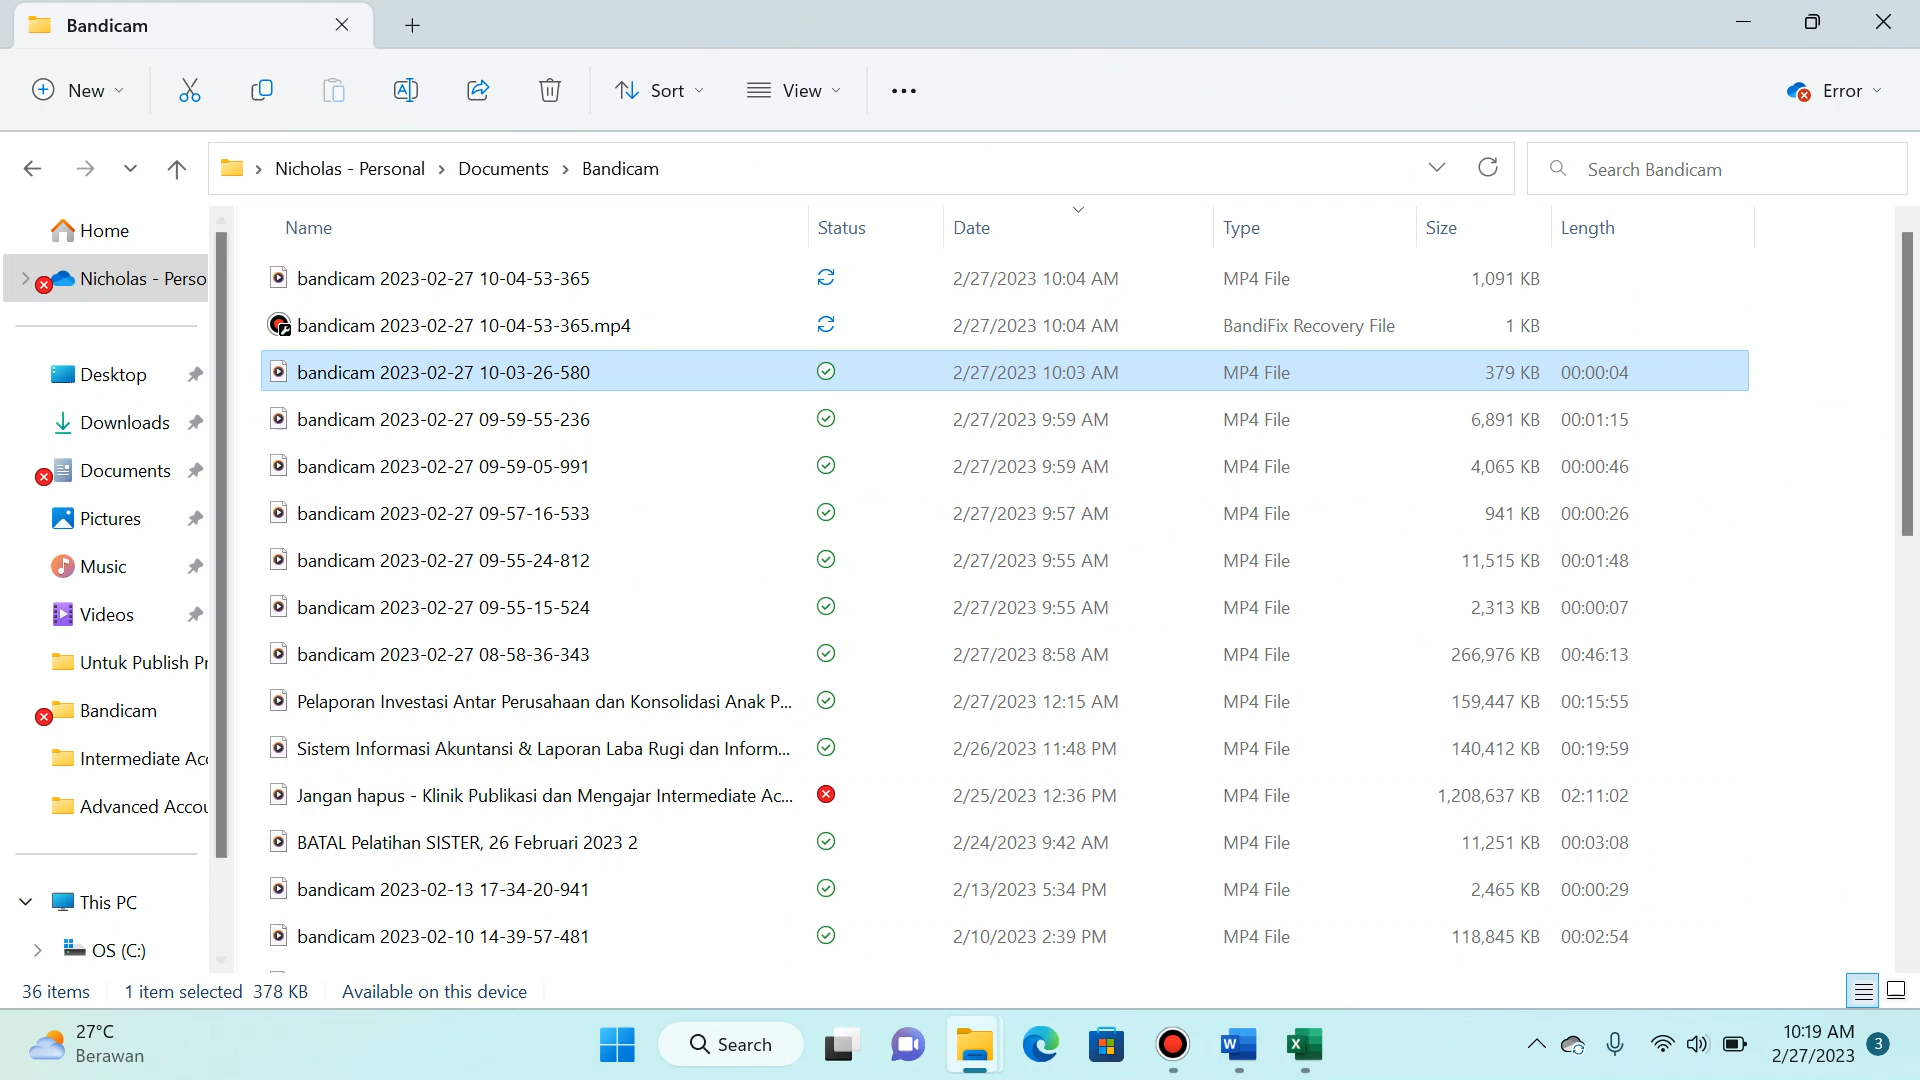 Bandicam
New
Sort
View
Error
Nicholas - Personal > Documents > Bandicam
Search Bandicam
Home
Nicholas - Perso
Desktop
Downloads
Documents
Pictures
Music
Videos
Untuk Publish Pr
Bandicam
Intermediate Acc
Advanced Accou
This PC
OS (C:)
Name Status Date Type Size Length
bandicam 2023-02-27 10-04-53-365 2/27/2023 10:04 AM MP4 File 1,091 KB
bandicam 2023-02-27 10-04-53-365.mp4 2/27/2023 10:04 AM BandiFix Recovery File 1 KB
bandicam 2023-02-27 10-03-26-580 2/27/2023 10:03 AM MP4 File 379 KB 00:00:04
bandicam 2023-02-27 09-59-55-236 2/27/2023 9:59 AM MP4 File 6,891 KB 00:01:15
bandicam 2023-02-27 09-59-05-991 2/27/2023 9:59 AM MP4 File 4,065 KB 00:00:46
bandicam 2023-02-27 09-57-16-533 2/27/2023 9:57 AM MP4 File 941 KB 00:00:26
bandicam 2023-02-27 09-55-24-812 2/27/2023 9:55 AM MP4 File 11,515 KB 00:01:48
bandicam 2023-02-27 09-55-15-524 2/27/2023 9:55 AM MP4 File 2,313 KB 00:00:07
bandicam 2023-02-27 08-58-36-343 2/27/2023 8:58 AM MP4 File 266,976 KB 00:46:13
Pelaporan Investasi Antar Perusahaan dan Konsolidasi Anak P... 2/27/2023 12:15 AM MP4 File 159,447 KB 00:15:55
Sistem Informasi Akuntansi & Laporan Laba Rugi dan Inform... 2/26/2023 11:48 PM MP4 File 140,412 KB 00:19:59
Jangan hapus - Klinik Publikasi dan Mengajar Intermediate Ac... 2/25/2023 12:36 PM MP4 File 1,208,637 KB 02:11:02
BATAL Pelatihan SISTER, 26 Februari 2023 2 2/24/2023 9:42 AM MP4 File 11,251 KB 00:03:08
bandicam 2023-02-13 17-34-20-941 2/13/2023 5:34 PM MP4 File 2,465 KB 00:00:29
bandicam 2023-02-10 14-39-57-481 2/10/2023 2:39 PM MP4 File 118,845 KB 00:02:54
36 items 1 item selected 378 KB Available on this device
27°C
Berawan
Search
10:19 AM
2/27/2023
3